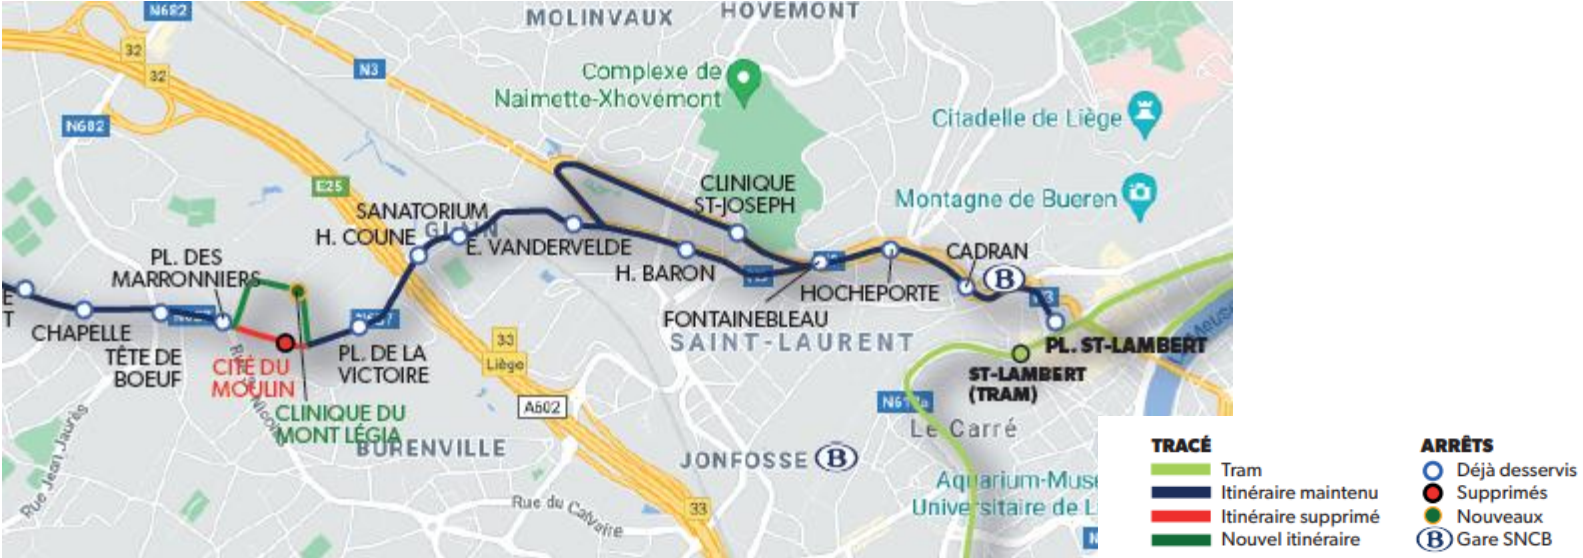 N682
MOLINVAUX
HOVEMONT
32
32
N3
Complexe de
Naimette-Xhovémont
Citadelle de Liège
N682
E25
Montagne de Bueren
CLINIQUE
ST-JOSEPH
SANATORIUM
GLAIN
H. COUNE
E. VANDERVELDE
CADRAN
B
PL. DES
MARRONNIERS
H. BARON
N3
HOCHEPORTE
N3
E
T
CHAPELLE
FONTAINEBLEAU
SAINT-LAURENT
PL. ST-LAMBERT
TÊTE DE
BOEUF
CITÉ DU
MOULIN
PL. DE LA
VICTOIRE
33
Liège
ST-LAMBERT
(TRAM)
A602
CLINIQUE DU
MONT LÉGIA
BURENVILLE
Le Carré
JONFOSSE B
Rue Jean Jaurès
Rue du Calvaire
33
Aquarium-Mus
Universitaire de L
N
TRACÉ
Tram
Itinéraire maintenu
Itinéraire supprimé
Nouvel itinéraire
ARRÊTS
Déjà desservis
Supprimés
Nouveaux
B Gare SNCB